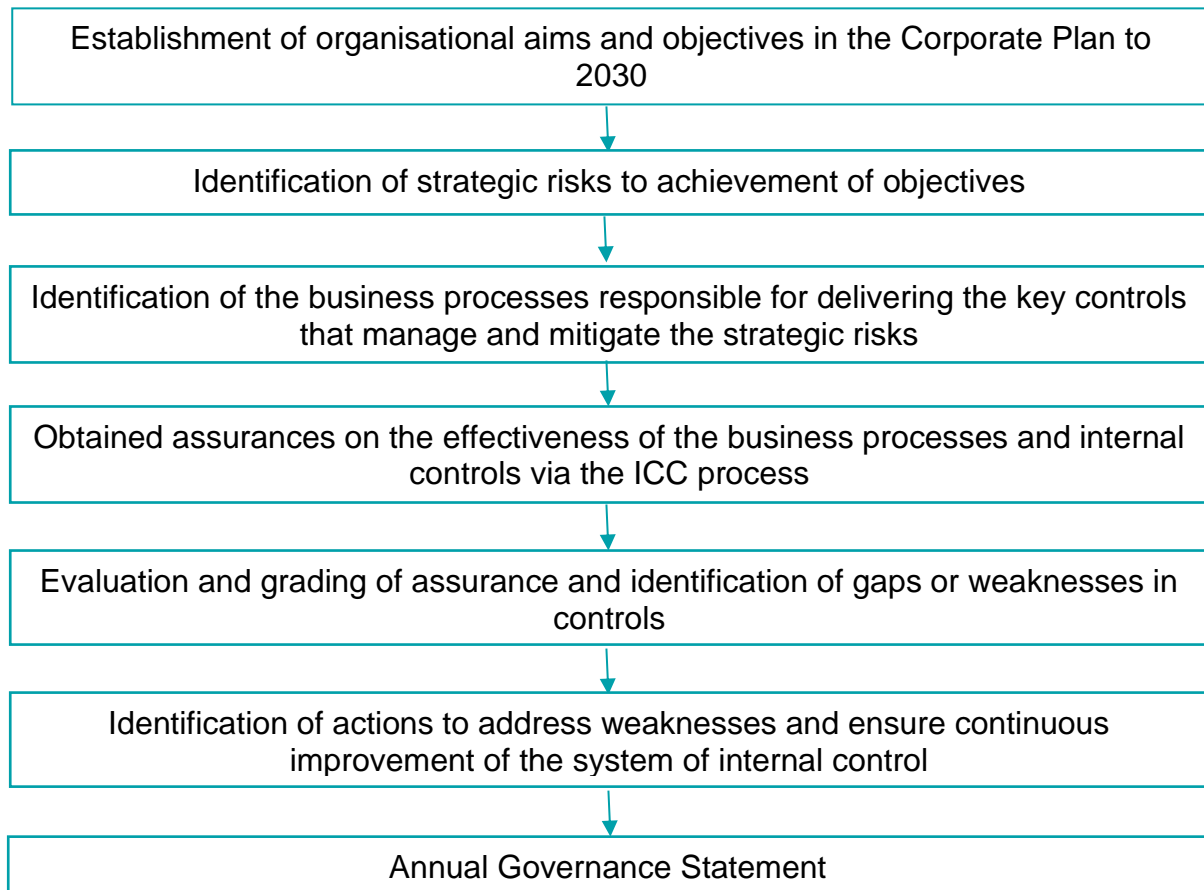 Establishment of organisational aims and objectives in the Corporate Plan to
2030
Identification of strategic risks to achievement of objectives
Identification of the business processes responsible for delivering the key controls
that manage and mitigate the strategic risks
Obtained assurances on the effectiveness of the business processes and internal
controls via the ICC process
Evaluation and grading of assurance and identification of gaps or weaknesses in
controls
Identification of actions to address weaknesses and ensure continuous
improvement of the system of internal control
Annual Governance Statement